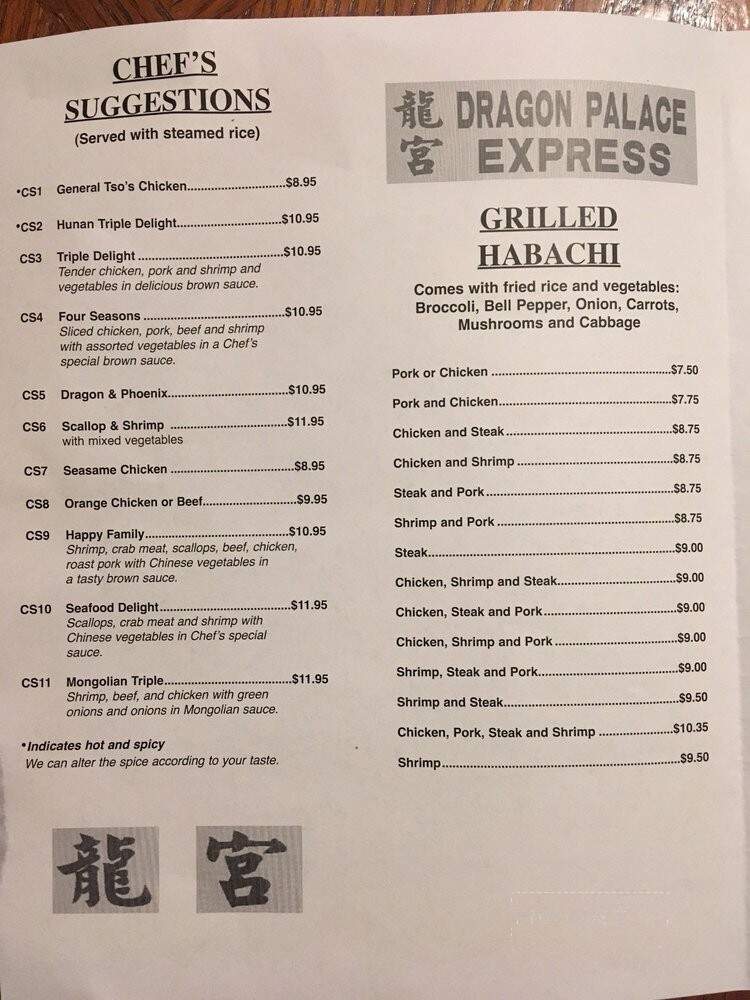 CHEF'S
SUGGESTIONS
(Served with steamed rice)
•CS1 General Tso's Chicken..............................$8.95
•CS2 Hunan Triple Delight................................$10.95
CS3 Triple Delight ............................................$10.95
Tender chicken, pork and shrimp and
vegetables in delicious brown sauce.
CS4 Four Seasons ...........................................$10.95
Sliced chicken, pork, beef and shrimp
with assorted vegetables in a Chef's
special brown sauce.
CS5 Dragon & Phoenix.....................................$10.95
CS6 Scallop & Shrimp ....................................$11.95
with mixed vegetables
CS7 Seasame Chicken ......................................$8.95
CS8 Orange Chicken or Beef.............................$9.95
CS9 Happy Family............................................$10.95
Shrimp, crab meat, scallops, beef, chicken,
roast pork with Chinese vegetables in
a tasty brown sauce.
CS10 Seafood Delight........................................$11.95
Scallops, crab meat and shrimp with
Chinese vegetables in Chef's special
sauce.
CS11 Mongolian Triple.......................................$11.95
Shrimp, beef, and chicken with green
onions and onions in Mongolian sauce.
•Indicates hot and spicy
We can alter the spice according to your taste.
龍 宮
龍 DRAGON PALACE
宮 EXPRESS
GRILLED
HABACHI
Comes with fried rice and vegetables:
Broccoli, Bell Pepper, Onion, Carrots,
Mushrooms and Cabbage
Pork or Chicken ......................................................$7.50
Pork and Chicken....................................................$7.75
Chicken and Steak..................................................$8.75
Chicken and Shrimp ...............................................$8.75
Steak and Pork........................................................$8.75
Shrimp and Pork .....................................................$8.75
Steak..........................................................................$9.00
Chicken, Shrimp and Steak....................................$9.00
Chicken, Steak and Pork........................................$9.00
Chicken, Shrimp and Pork .....................................$9.00
Shrimp, Steak and Pork..........................................$9.00
Shrimp and Steak....................................................$9.50
Chicken, Pork, Steak and Shrimp ......................$10.35
Shrimp.......................................................................$9.50